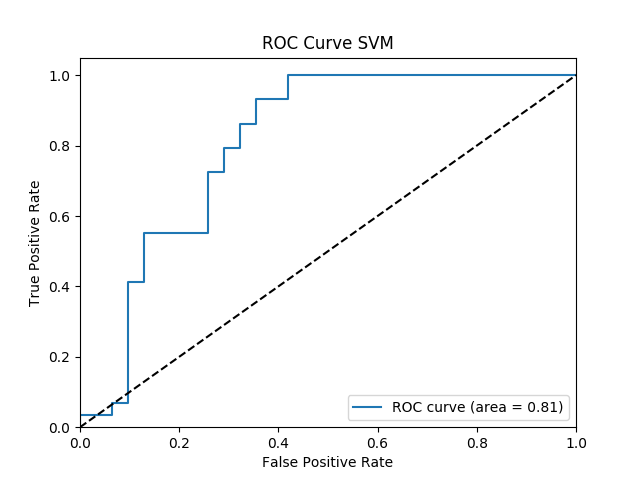 ROC Curve SVM
True Positive Rate
1.0
0.8
0.6
0.4
0.2
0.0
ROC curve (area = 0.81)
0.0 0.2 0.4 0.6 0.8 1.0
False Positive Rate